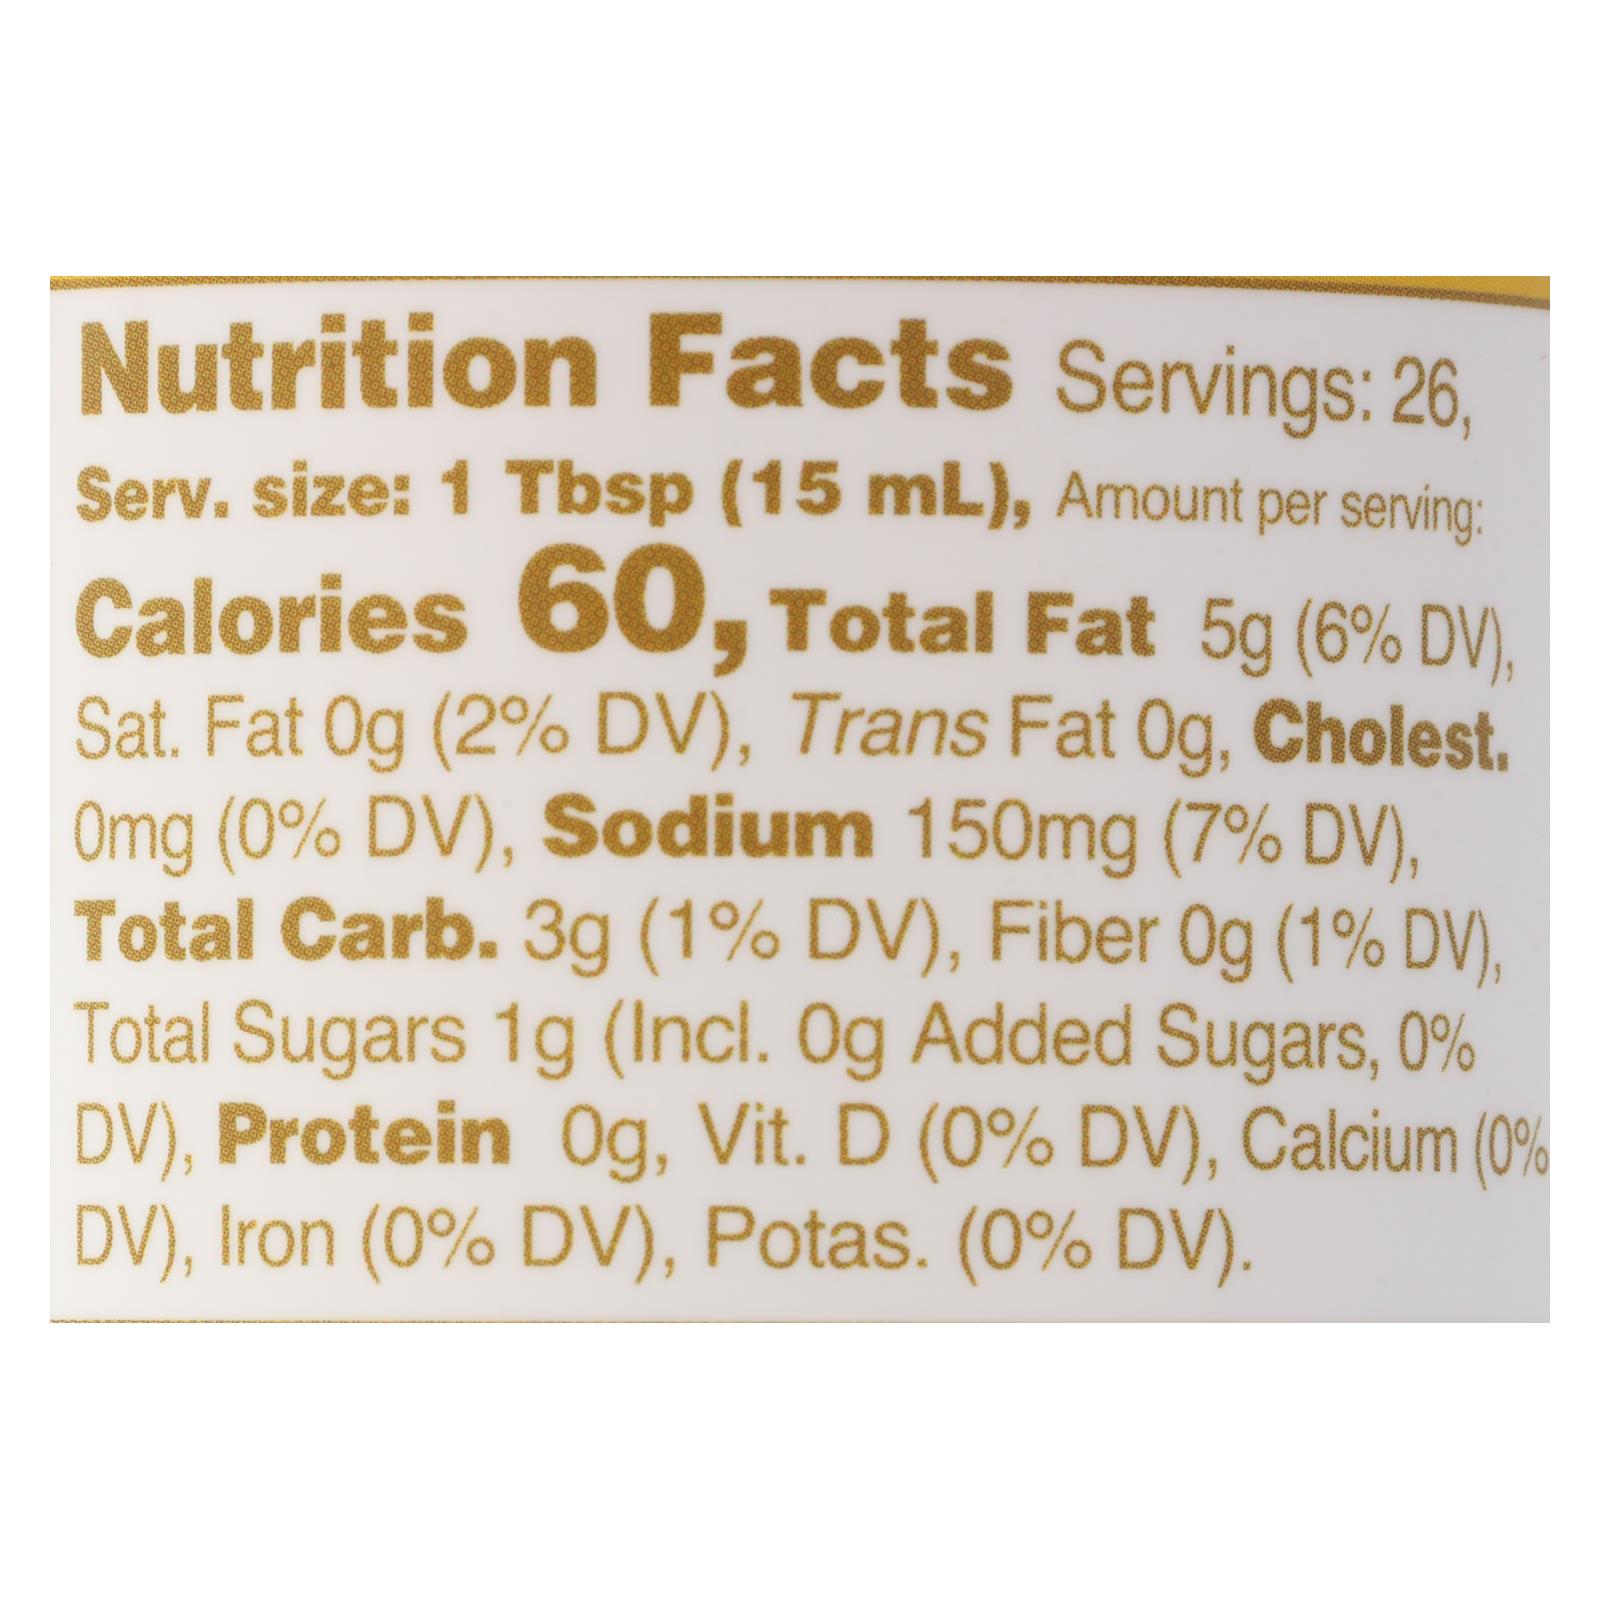 Nutrition Facts Servings: 26,
Serv. size: 1 Tbsp (15 mL), Amount per serving:
Calories 60, Total Fat 5g (6% DV),
Sat. Fat 0g (2% DV), Trans Fat 0g, Cholest.
0mg (0% DV), Sodium 150mg (7% DV),
Total Carb. 3g (1% DV), Fiber 0g (1% DV),
Total Sugars 1g (Incl. 0g Added Sugars, 0%
DV), Protein 0g, Vit. D (0% DV), Calcium (0%
DV), Iron (0% DV), Potas. (0% DV).